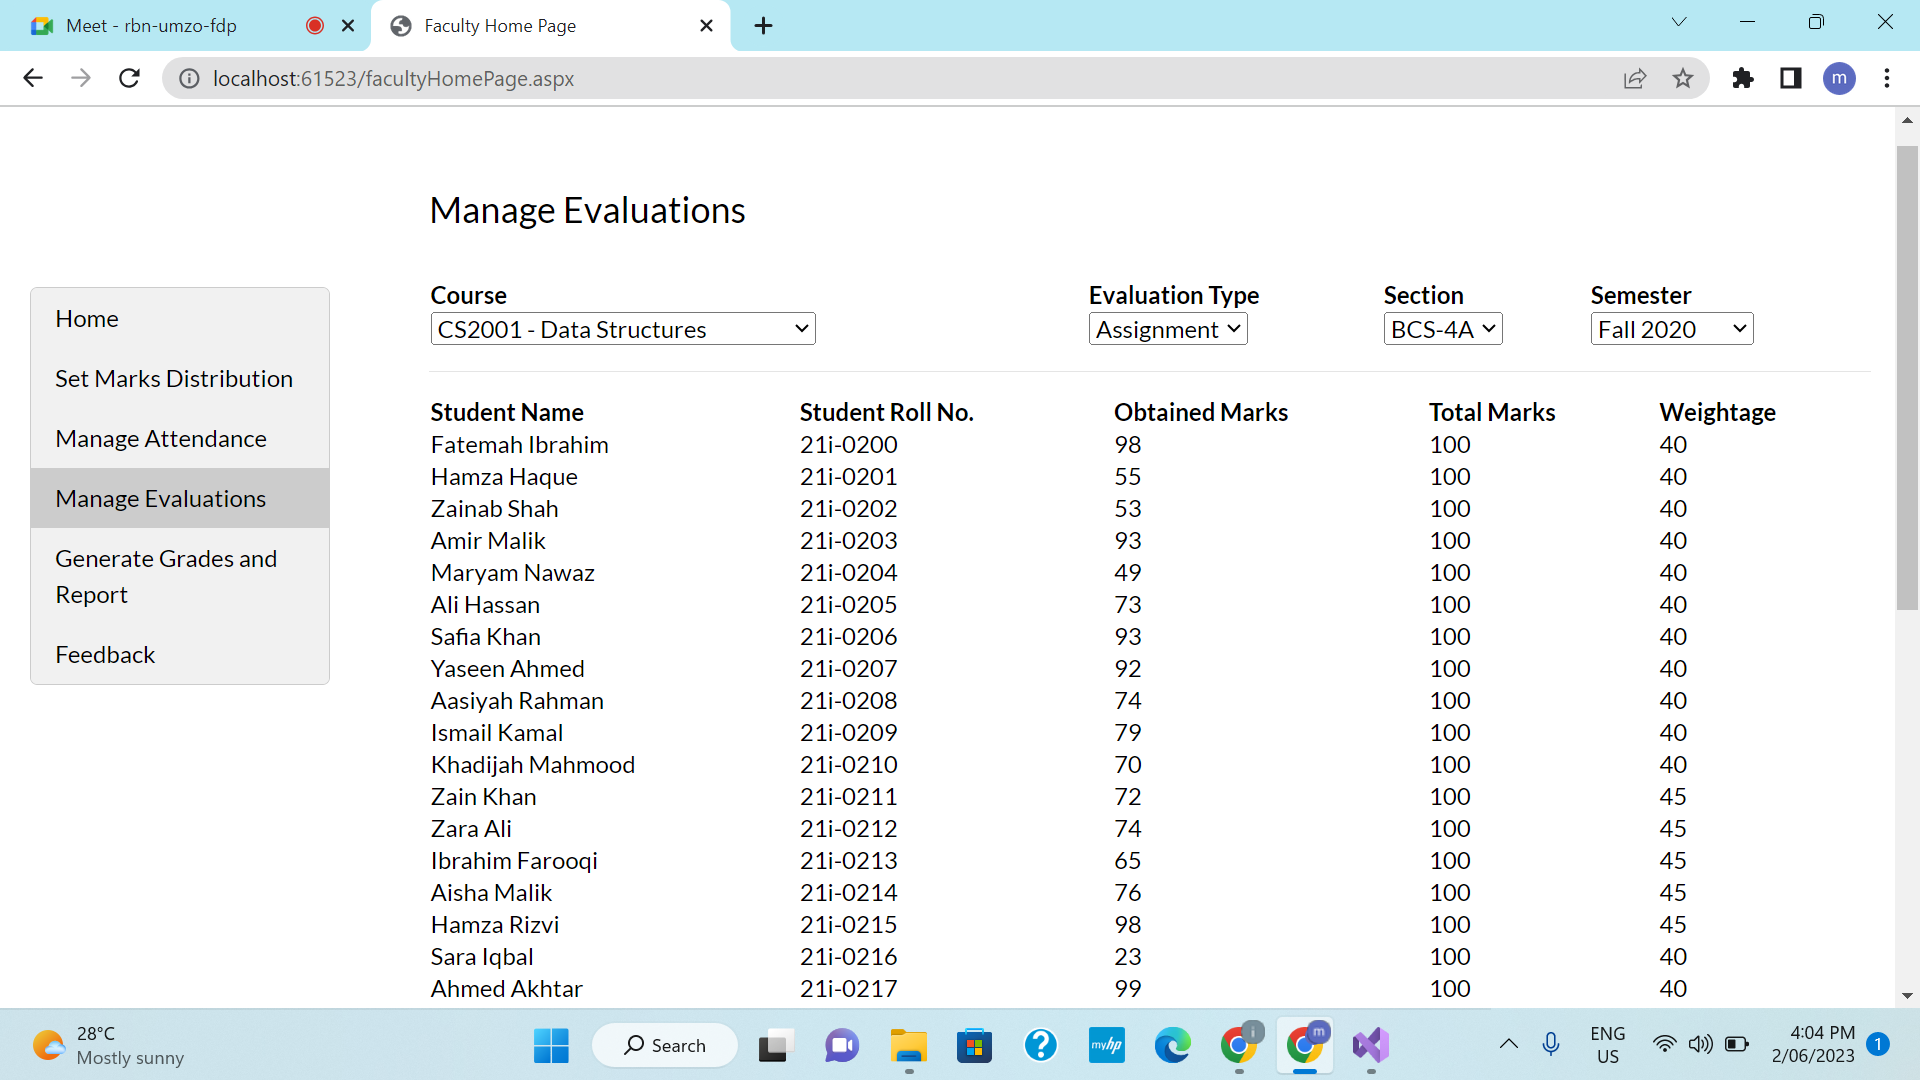 Meet - rbn-umzo-fdp
Faculty Home Page
localhost:61523/facultyHomePage.aspx
m
Manage Evaluations
Home
Set Marks Distribution
Manage Attendance
Manage Evaluations
Generate Grades and
Report
Feedback
Course Evaluation Type Section Semester
CS2001 - Data Structures Assignment BCS-4A Fall 2020
Student Name Student Roll No. Obtained Marks Total Marks Weightage
Fatemah Ibrahim 21i-0200 98 100 40
Hamza Haque 21i-0201 55 100 40
Zainab Shah 21i-0202 53 100 40
Amir Malik 21i-0203 93 100 40
Maryam Nawaz 21i-0204 49 100 40
Ali Hassan 21i-0205 73 100 40
Safia Khan 21i-0206 93 100 40
Yaseen Ahmed 21i-0207 92 100 40
Aasiyah Rahman 21i-0208 74 100 40
Ismail Kamal 21i-0209 79 100 40
Khadijah Mahmood 21i-0210 70 100 40
Zain Khan 21i-0211 72 100 45
Zara Ali 21i-0212 74 100 45
Ibrahim Farooqi 21i-0213 65 100 45
Aisha Malik 21i-0214 76 100 45
Hamza Rizvi 21i-0215 98 100 45
Sara Iqbal 21i-0216 23 100 40
Ahmed Akhtar 21i-0217 99 100 40
28°C
Mostly sunny
Search
?
myhp
i
m
ENG
US
4:04 PM
2/06/2023
1